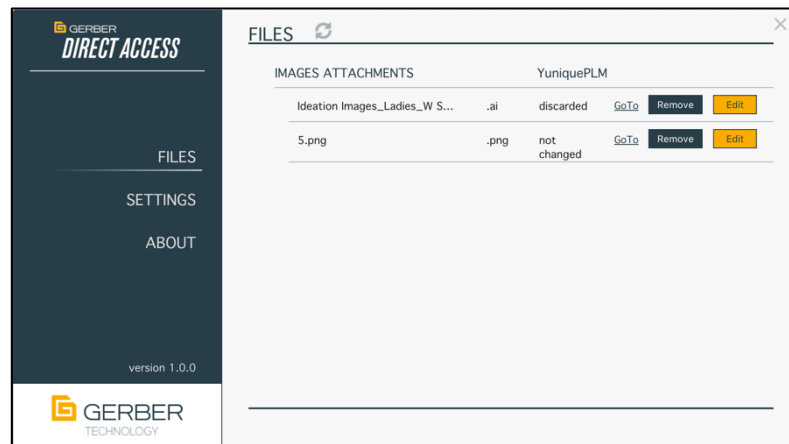 GERBER
DIRECT ACCESS
FILES
SETTINGS
ABOUT
version 1.0.0
GERBER
TECHNOLOGY
FILES
IMAGES ATTACHMENTS YuniquePLM
Ideation Images_Ladies_W S... .ai discarded GoTo Remove Edit
5.png .png not changed GoTo Remove Edit